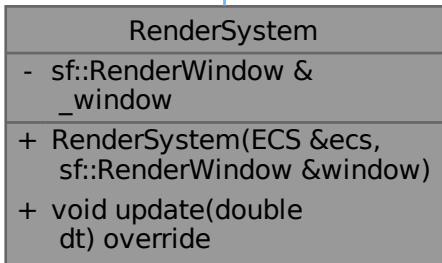 RenderSystem
- sf::RenderWindow &
_window
+ RenderSystem(ECS &ecs,
sf::RenderWindow &window)
+ void update(double
dt) override